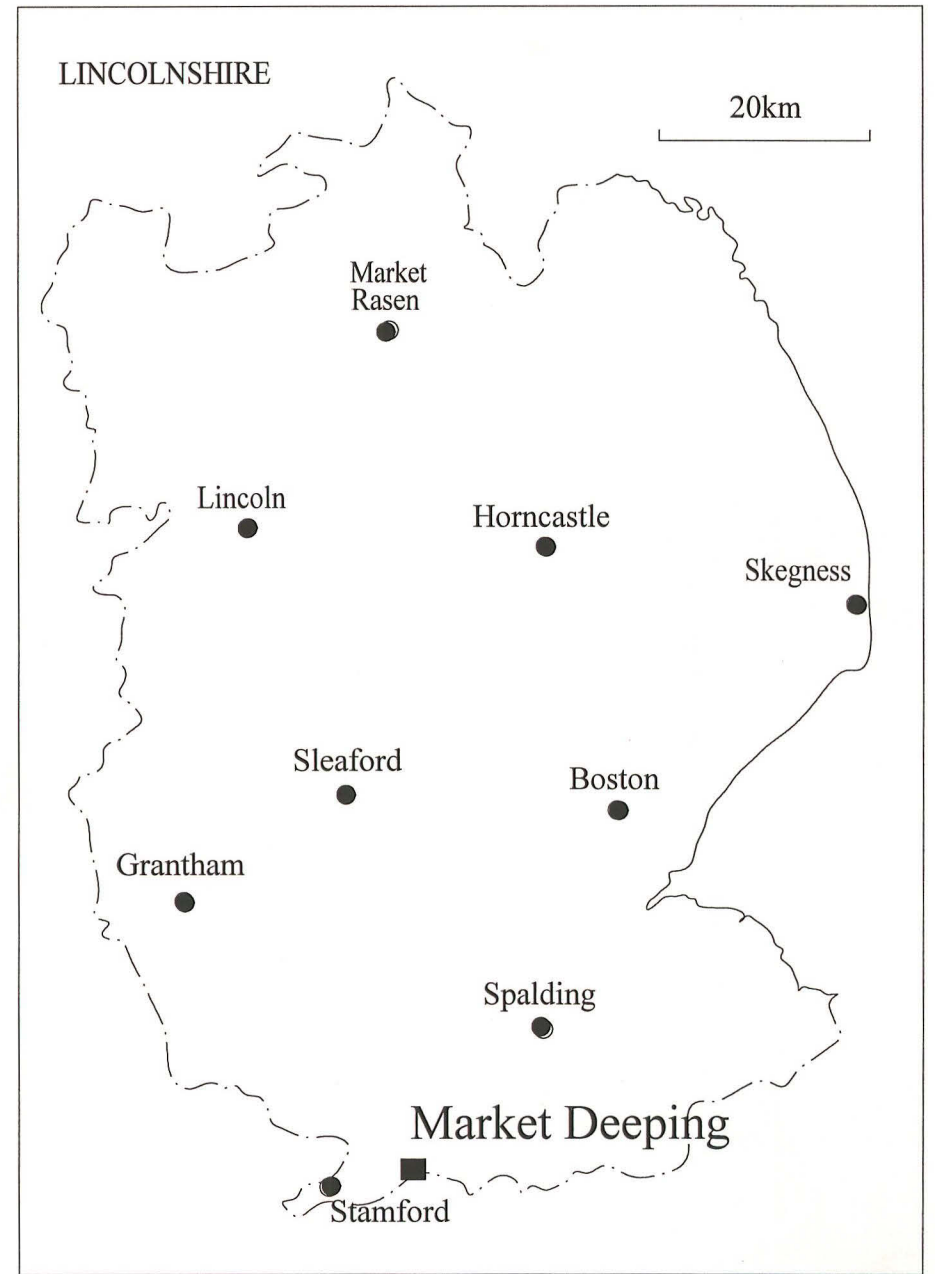 LINCOLNSHIRE
20km
Market
Rasen
Lincoln
Horncastle
Skegness
Sleaford
Boston
Grantham
Spalding
Market Deeping
Stamford